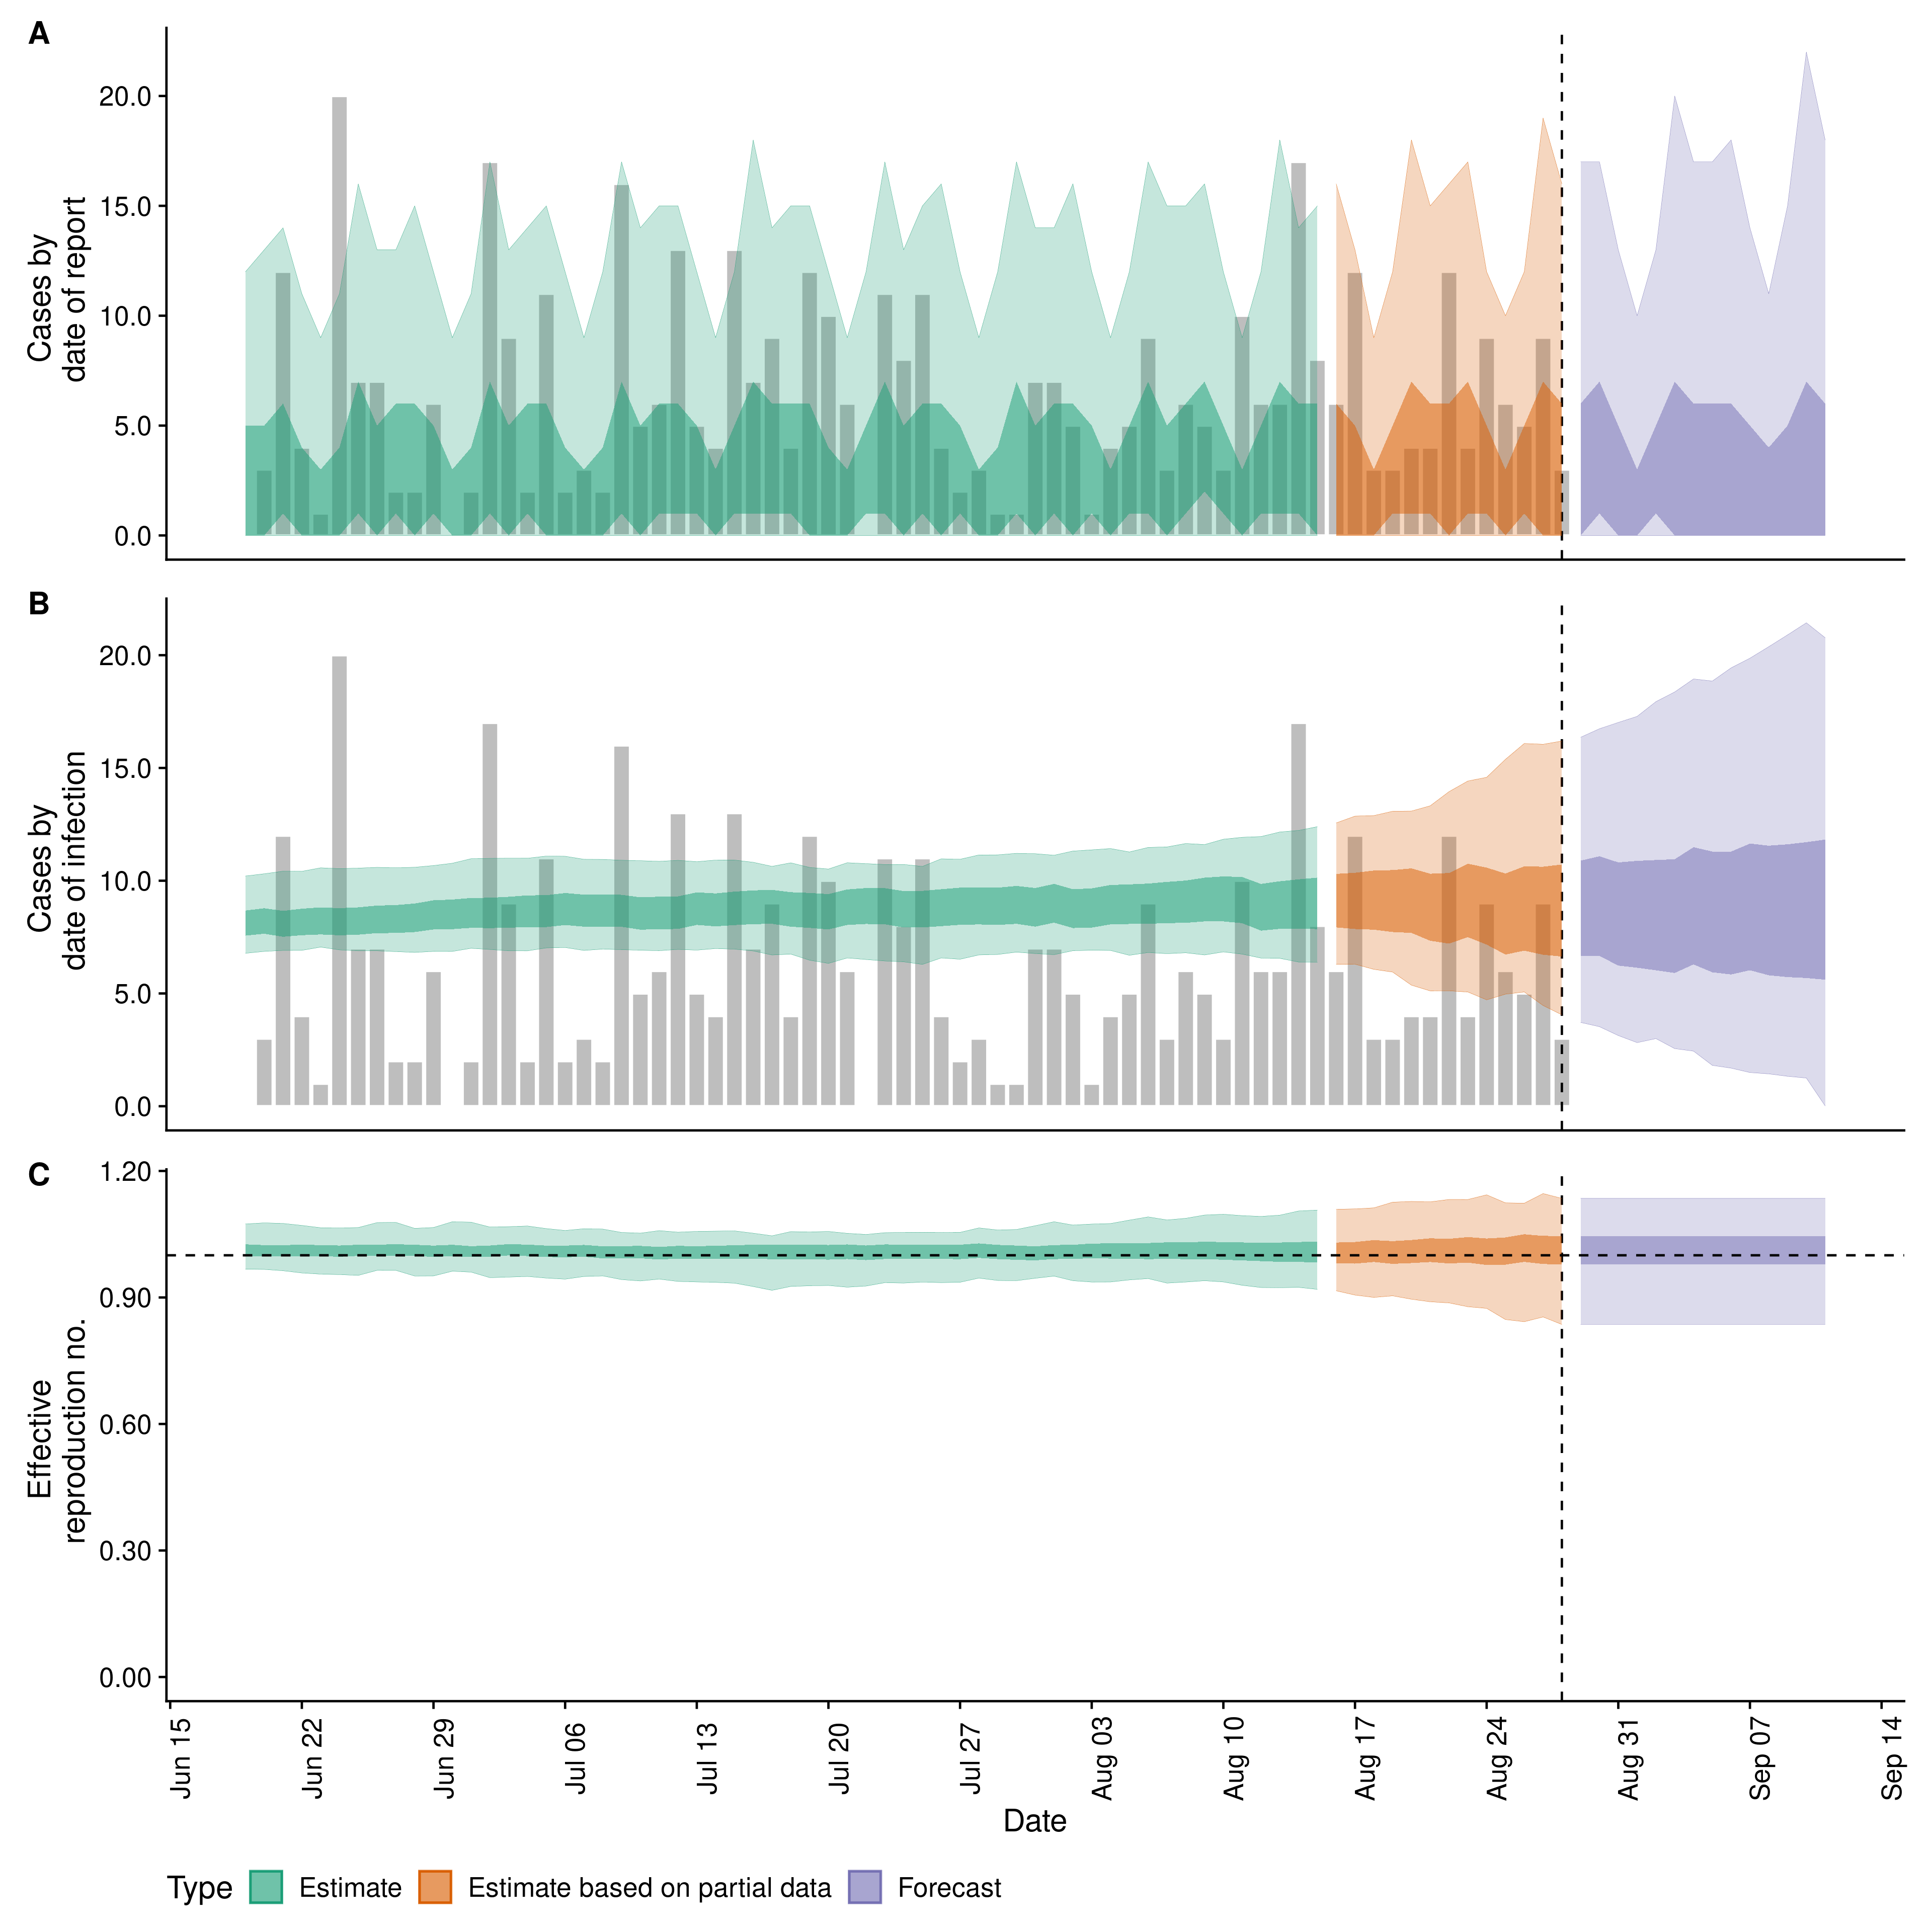 A
Cases by
date of report
20.0
15.0
10.0
5.0
0.0
B
Cases by
date of infection
20.0
15.0
10.0
5.0
0.0
C
Effective
reproduction no.
1.20
0.90
0.60
0.30
0.00
Jun 15
Jun 22
Jun 29
Jul 06
Jul 13
Jul 20
Jul 27
Aug 03
Aug 10
Aug 17
Aug 24
Aug 31
Sep 07
Sep 14
Date
Type Estimate Estimate based on partial data Forecast